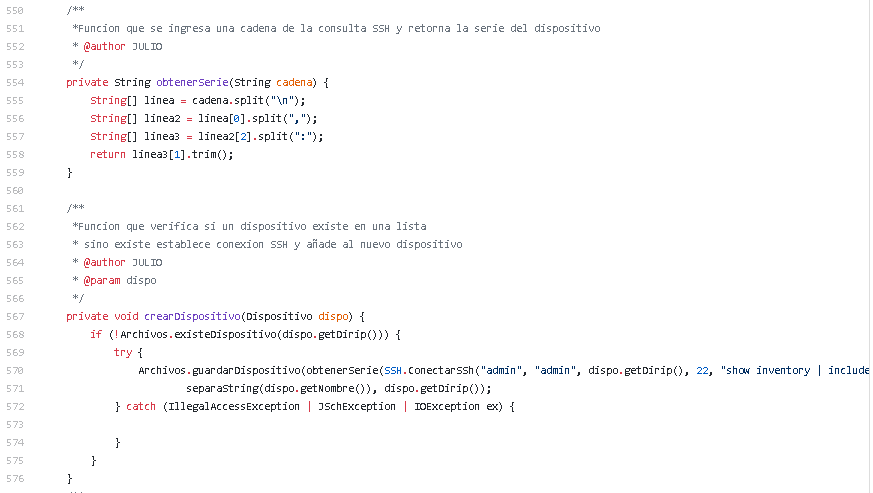 550 /**
551 *Funcion que se ingresa una cadena de la consulta SSH y retorna la serie del dispositivo
552 * @author JULIO
553 */
554 private String obtenerSerie(String cadena) {
555 String[] linea = cadena.split("\n");
556 String[] linea2 = linea[0].split(",");
557 String[] linea3 = linea2[2].split(":");
558 return linea3[1].trim();
559 }
560
561 /**
562 *Funcion que verifica si un dispositivo existe en una lista
563 * sino existe establece conexion SSH y añade al nuevo dispositivo
564 * @author JULIO
565 * @param dispo
566 */
567 private void crearDispositivo(Dispositivo dispo) {
568 if (!Archivos.existeDispositivo(dispo.getDirip())) {
569 try {
570 Archivos.guardarDispositivo(obtenerSerie(SSH.ConectarSSh("admin", "admin", dispo.getDirip(), 22, "show inventory | include
571 separaString(dispo.getNombre()), dispo.getDirip());
572 } catch (IllegalAccessException | JSchException | IOException ex) {
573
574 }
575 }
576 }